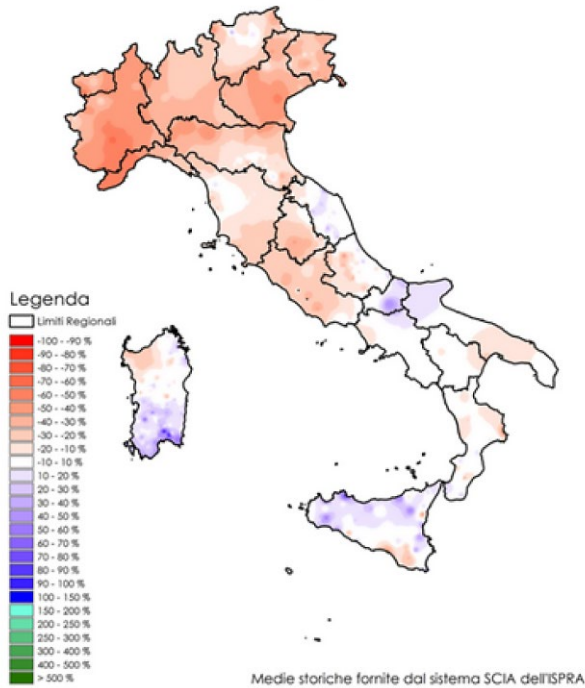 Legenda
Limiti Regionali
-100 - -90 %
-90 - -80 %
-80 - -70 %
-70 - -60 %
-60 - -50 %
-50 - -40 %
-40 - -30 %
-30 - -20 %
-20 - -10 %
-10 - 10 %
10 - 20 %
20 - 30 %
30 - 40 %
40 - 50 %
50 - 60 %
60 - 70 %
70 - 80 %
80 - 90 %
90 - 100 %
100 - 150 %
150 - 200 %
200 - 250 %
250 - 300 %
300 - 400 %
400 - 500 %
> 500 %
Medie storiche fornite dal sistema SCIA dell'ISPRA